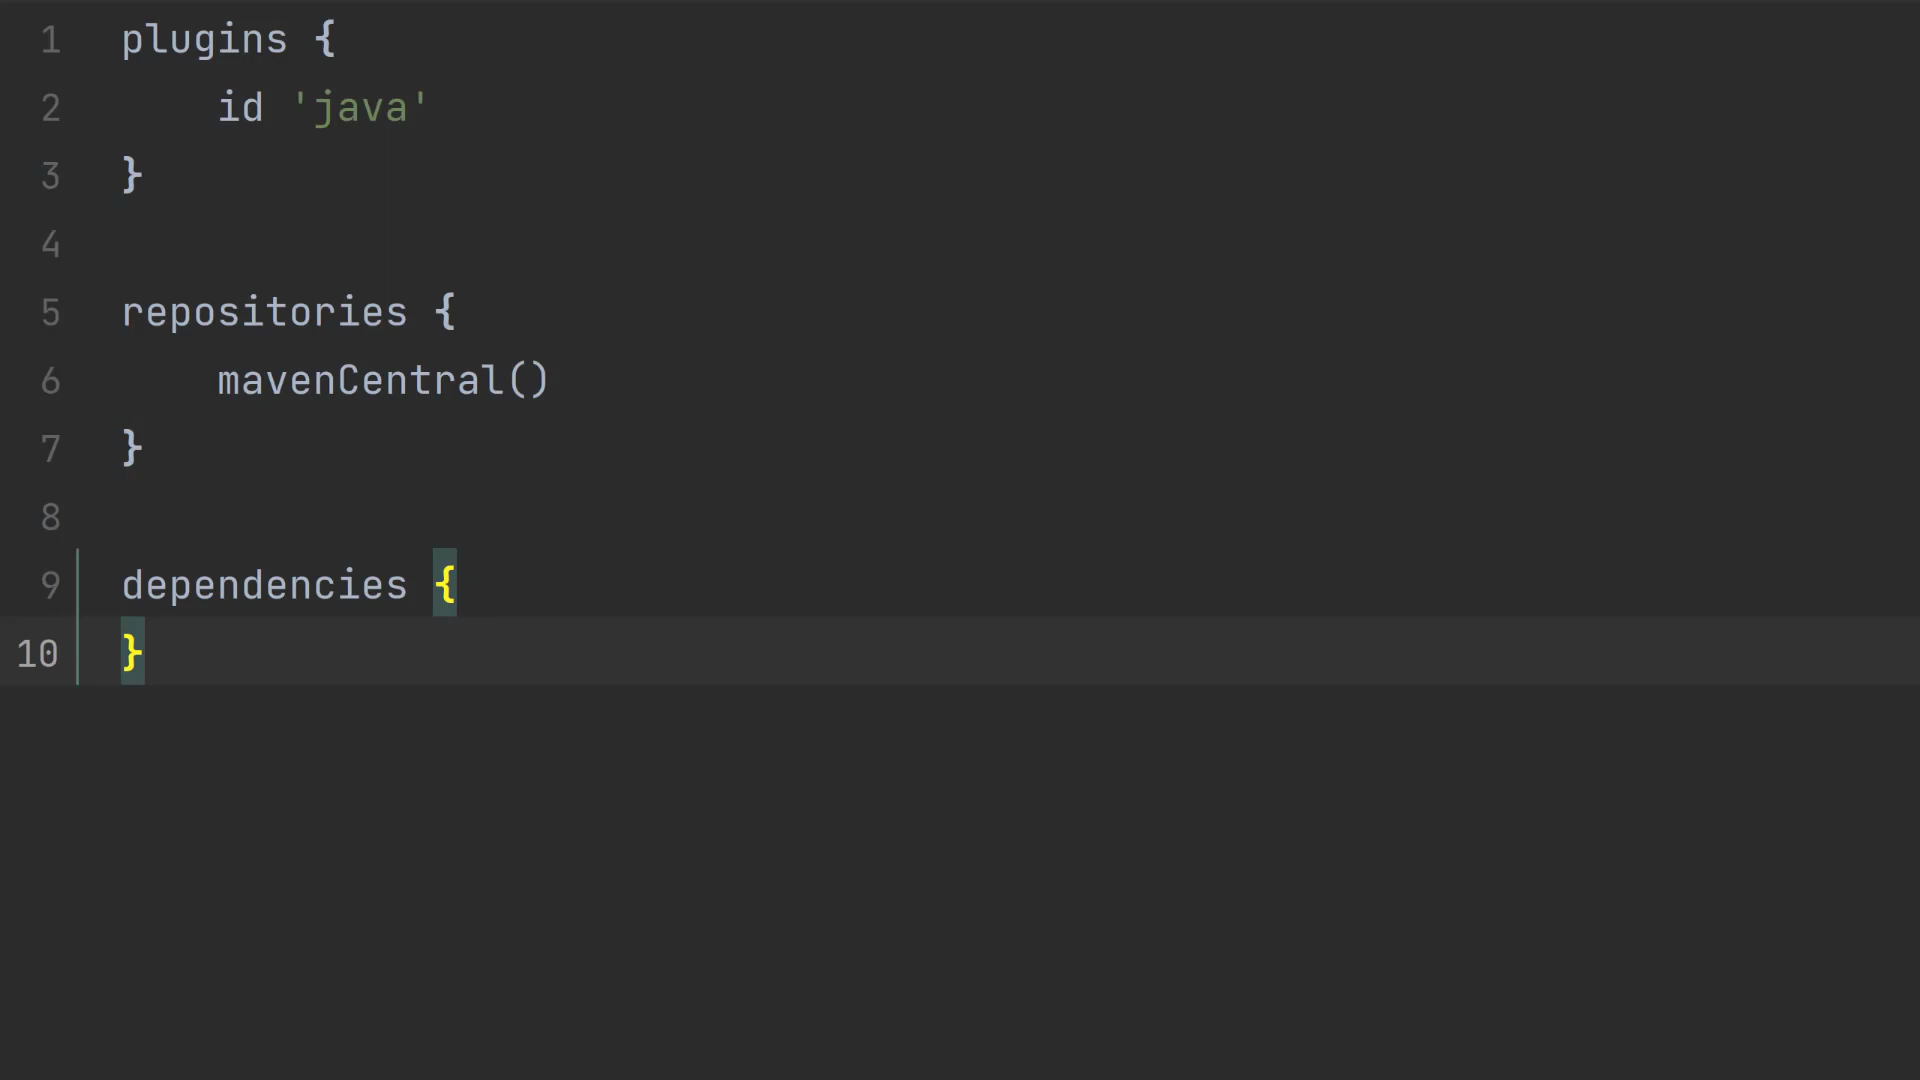 1 plugins {
2     id 'java'
3 }
4
5 repositories {
6     mavenCentral()
7 }
8
9 dependencies {
10 }